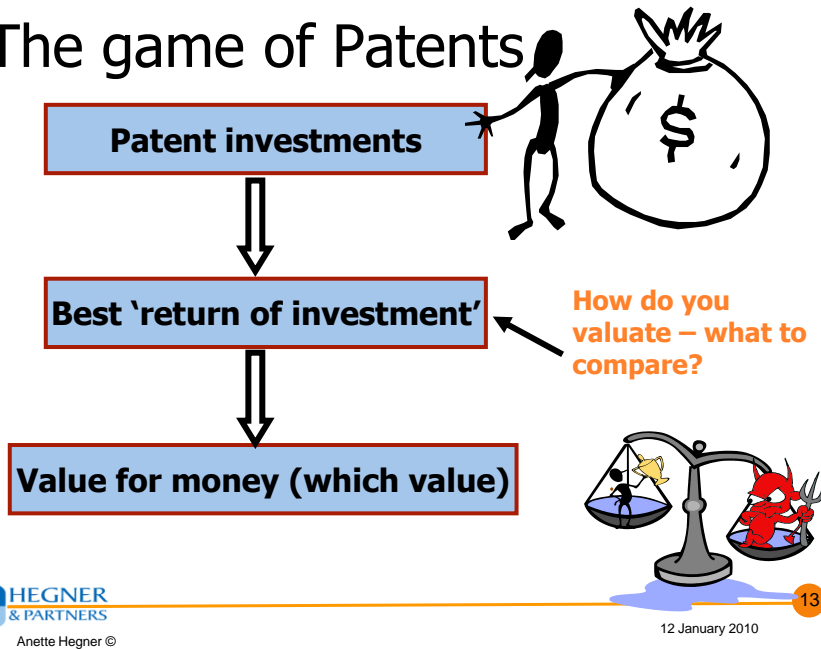 The game of Patents
$
Patent investments
Best ‘return of investment’
How do you
valuate – what to
compare?
Value for money (which value)
HEGNER
& PARTNERS
13
12 January 2010
Anette Hegner ©